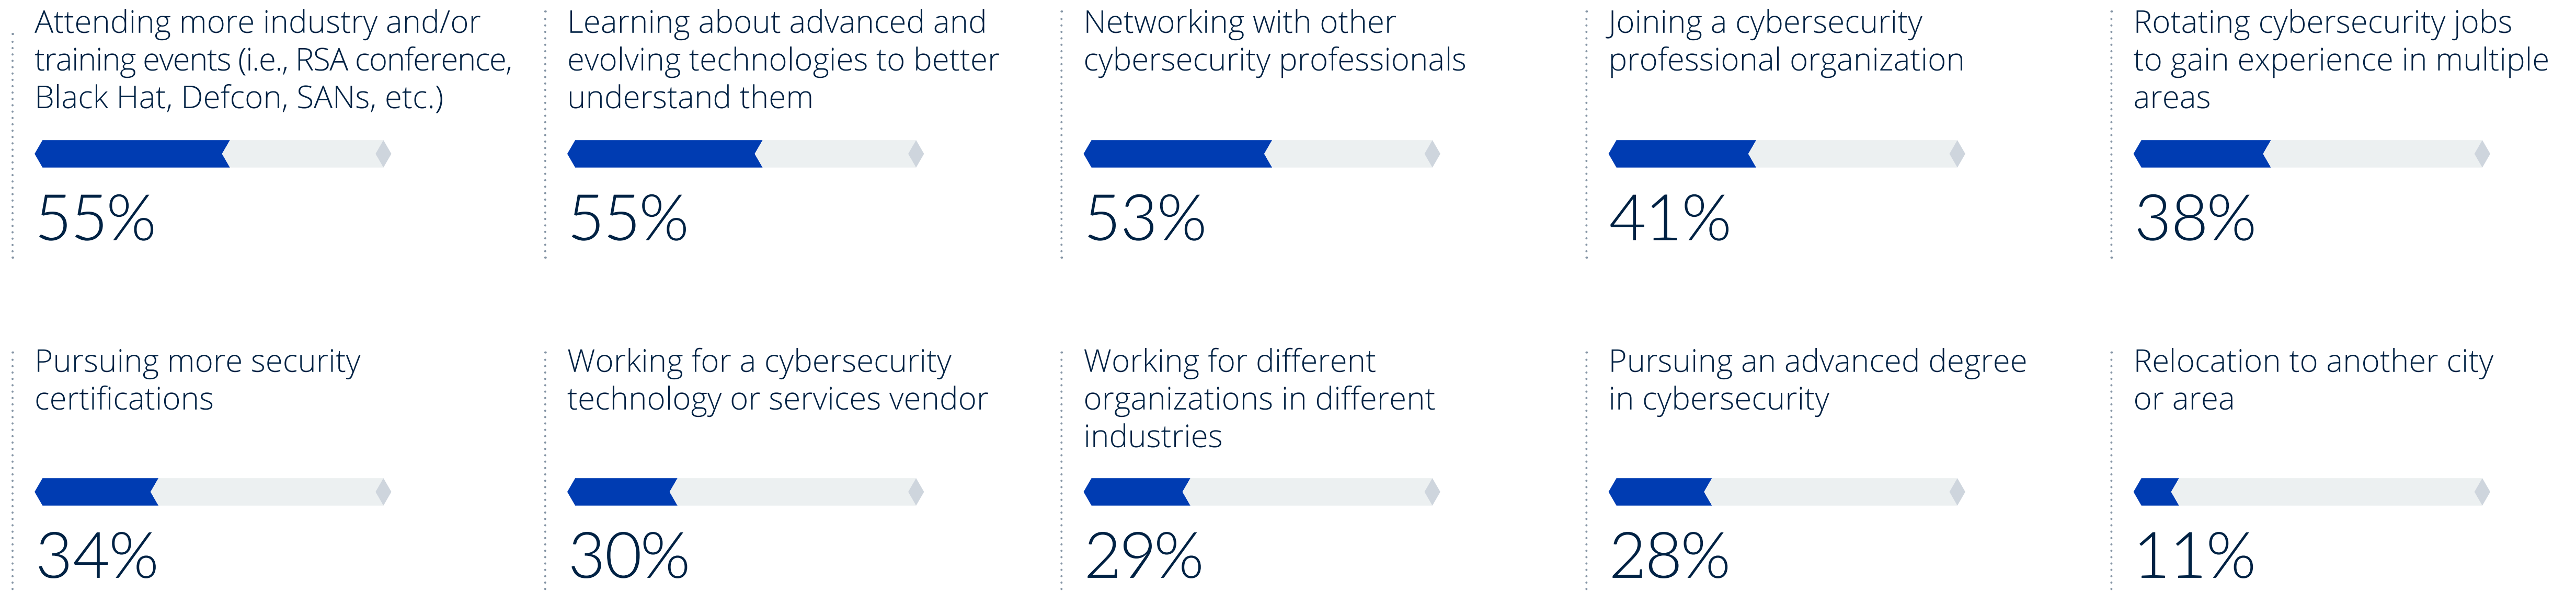 Attending more industry and/or
training events (i.e., RSA conference,
Black Hat, Defcon, SANs, etc.)
55%
Learning about advanced and
evolving technologies to better
understand them
55%
Networking with other
cybersecurity professionals
53%
Joining a cybersecurity
professional organization
41%
Rotating cybersecurity jobs
to gain experience in multiple
areas
38%
Pursuing more security
certifications
34%
Working for a cybersecurity
technology or services vendor
30%
Working for different
organizations in different
industries
29%
Pursuing an advanced degree
in cybersecurity
28%
Relocation to another city
or area
11%